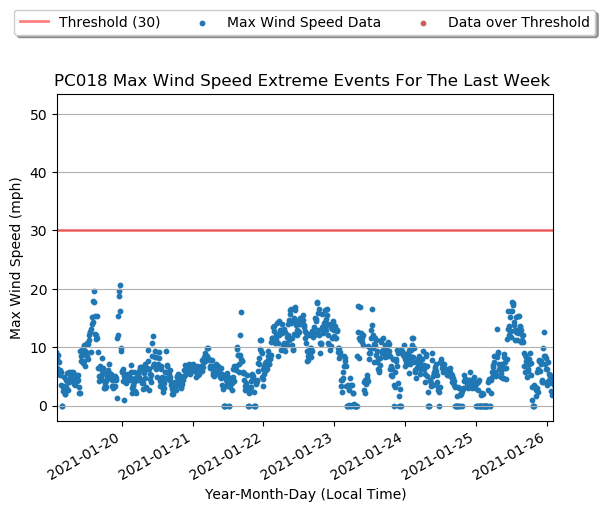 Threshold (30) Max Wind Speed Data Data over Threshold
PC018 Max Wind Speed Extreme Events For The Last Week
Max Wind Speed (mph)
50
40
30
20
10
0
2021-01-20 2021-01-21 2021-01-22 2021-01-23 2021-01-24 2021-01-25 2021-01-26
Year-Month-Day (Local Time)